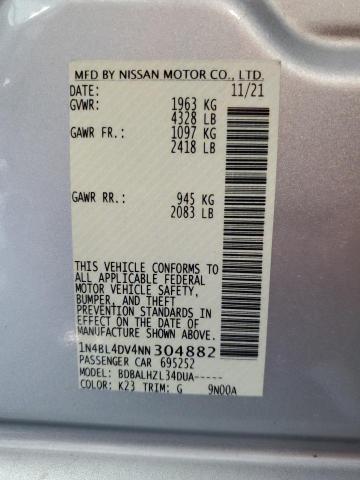 MFD BY NISSAN MOTOR CO., LTD.
DATE: 11/21
GVWR: 1963 KG
4328 LB
GAWR FR.: 1097 KG
2418 LB
GAWR RR.: 945 KG
2083 LB
THIS VEHICLE CONFORMS TO
ALL APPLICABLE FEDERAL
MOTOR VEHICLE SAFETY,
BUMPER, AND THEFT
PREVENTION STANDARDS IN
EFFECT ON THE DATE OF
MANUFACTURE SHOWN ABOVE.
1N4BL4DV4NN304882
PASSENGER CAR 695252
MODEL: BDBALHZL34DUA-----
COLOR: K23 TRIM: G 9N00A